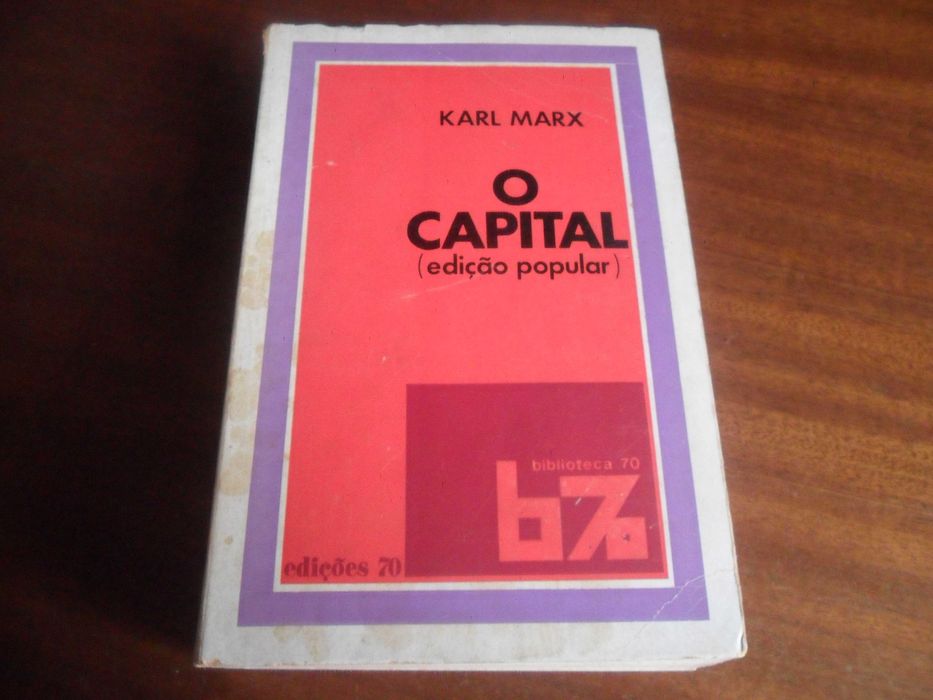 KARL MARX
O
CAPITAL
(edição popular)
biblioteca 70
b70
edições 70